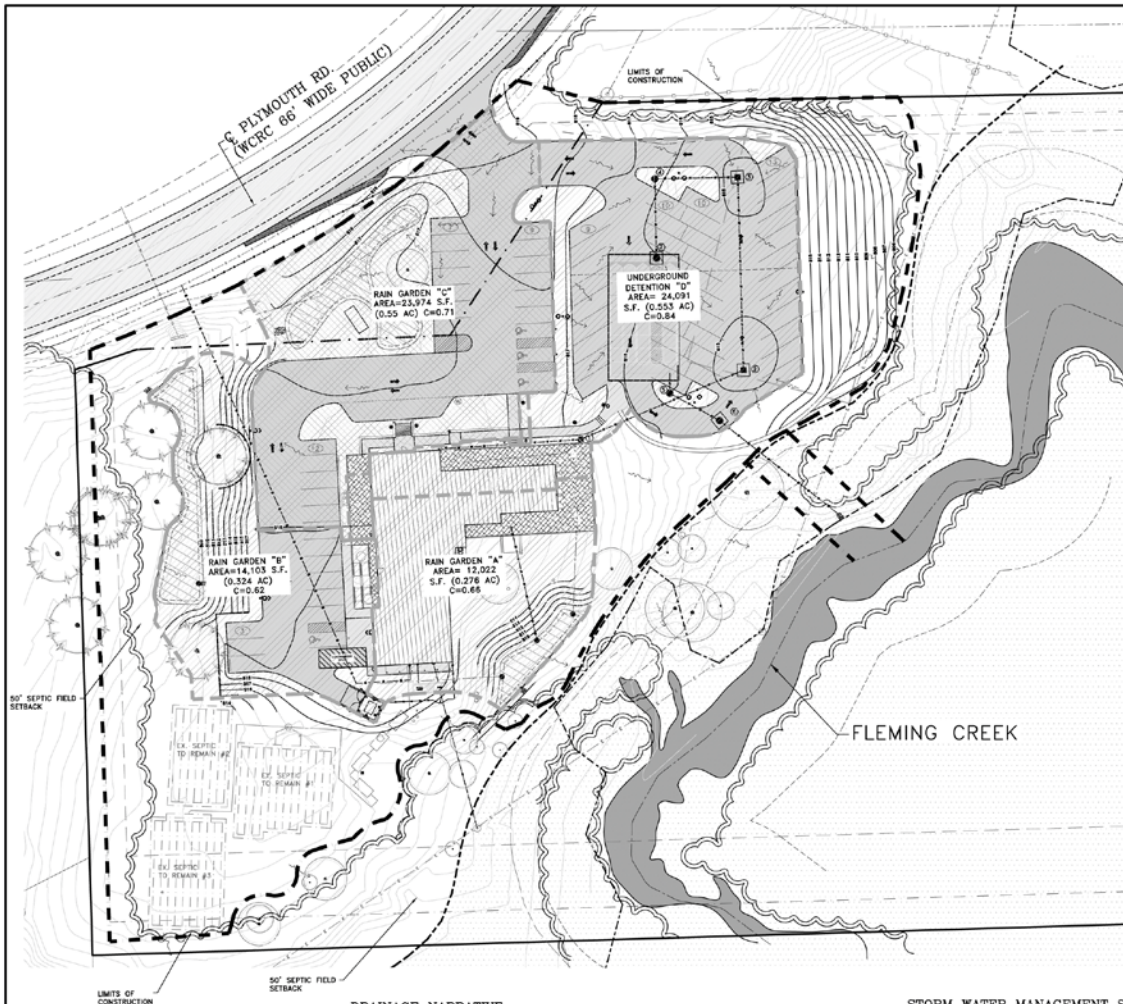 ℄ PLYMOUTH RD.
(WCRC 66' WIDE PUBLIC)
LIMITS OF
CONSTRUCTION
RAIN GARDEN "C"
AREA=23,974 S.F.
(0.55 AC) C=0.71
UNDERGROUND
DETENTION "D"
AREA= 24,091
S.F. (0.553 AC)
C=0.84
RAIN GARDEN "B"
AREA=14,103 S.F.
(0.324 AC)
C=0.62
RAIN GARDEN "A"
AREA= 12,022
S.F. (0.276 AC)
C=0.66
50' SEPTIC FIELD
SETBACK
EX. SEPTIC
TO REMAIN #2
EX. SEPTIC
TO REMAIN #1
EX. SEPTIC
TO REMAIN #3
FLEMING CREEK
50' SEPTIC FIELD
SETBACK
LIMITS OF
CONSTRUCTION
DRAINAGE NARRATIVE
STORM WATER MANAGEMENT